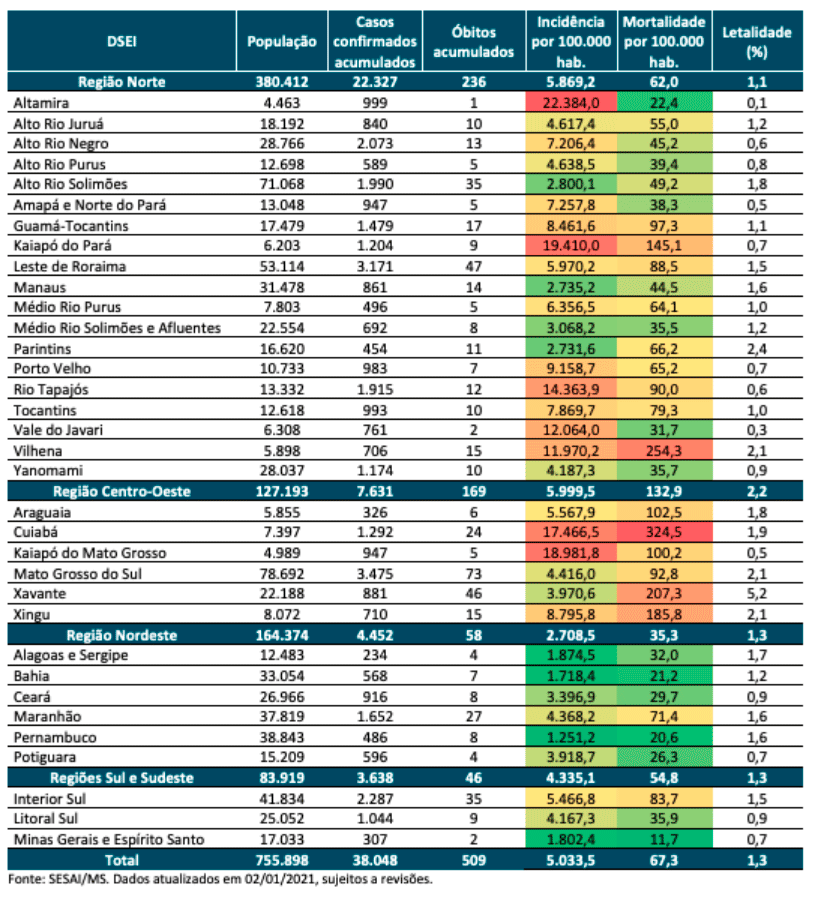 DSEI População Casos confirmados acumulados Óbitos acumulados Incidência por 100.000 hab. Mortalidade por 100.000 hab. Letalidade (%)
Região Norte 380.412 22.327 236 5.869,2 62,0 1,1
Altamira 4.463 999 1 22.384,0 22,4 0,1
Alto Rio Juruá 18.192 840 10 4.617,4 55,0 1,2
Alto Rio Negro 28.766 2.073 13 7.206,4 45,2 0,6
Alto Rio Purus 12.698 589 5 4.638,5 39,4 0,8
Alto Rio Solimões 71.068 1.990 35 2.800,1 49,2 1,8
Amapá e Norte do Pará 13.048 947 5 7.257,8 38,3 0,5
Guamá-Tocantins 17.479 1.479 17 8.461,6 97,3 1,1
Kaiapó do Pará 6.203 1.204 9 19.410,0 145,1 0,7
Leste de Roraima 53.114 3.171 47 5.970,2 88,5 1,5
Manaus 31.478 861 14 2.735,2 44,5 1,6
Médio Rio Purus 7.803 496 5 6.356,5 64,1 1,0
Médio Rio Solimões e Afluentes 22.554 692 8 3.068,2 35,5 1,2
Parintins 16.620 454 11 2.731,6 66,2 2,4
Porto Velho 10.733 983 7 9.158,7 65,2 0,7
Rio Tapajós 13.332 1.915 12 14.363,9 90,0 0,6
Tocantins 12.618 993 10 7.869,7 79,3 1,0
Vale do Javari 6.308 761 2 12.064,0 31,7 0,3
Vilhena 5.898 706 15 11.970,2 254,3 2,1
Yanomami 28.037 1.174 10 4.187,3 35,7 0,9
Região Centro-Oeste 127.193 7.631 169 5.999,5 132,9 2,2
Araguaia 5.855 326 6 5.567,9 102,5 1,8
Cuiabá 7.397 1.292 24 17.466,5 324,5 1,9
Kaiapó do Mato Grosso 4.989 947 5 18.981,8 100,2 0,5
Mato Grosso do Sul 78.692 3.475 73 4.416,0 92,8 2,1
Xavante 22.188 881 46 3.970,6 207,3 5,2
Xingu 8.072 710 15 8.795,8 185,8 2,1
Região Nordeste 164.374 4.452 58 2.708,5 35,3 1,3
Alagoas e Sergipe 12.483 234 4 1.874,5 32,0 1,7
Bahia 33.054 568 7 1.718,4 21,2 1,2
Ceará 26.966 916 8 3.396,9 29,7 0,9
Maranhão 37.819 1.652 27 4.368,2 71,4 1,6
Pernambuco 38.843 486 8 1.251,2 20,6 1,6
Potiguara 15.209 596 4 3.918,7 26,3 0,7
Regiões Sul e Sudeste 83.919 3.638 46 4.335,1 54,8 1,3
Interior Sul 41.834 2.287 35 5.466,8 83,7 1,5
Litoral Sul 25.052 1.044 9 4.167,3 35,9 0,9
Minas Gerais e Espírito Santo 17.033 307 2 1.802,4 11,7 0,7
Total 755.898 38.048 509 5.033,5 67,3 1,3
Fonte: SESAI/MS. Dados atualizados em 02/01/2021, sujeitos a revisões.